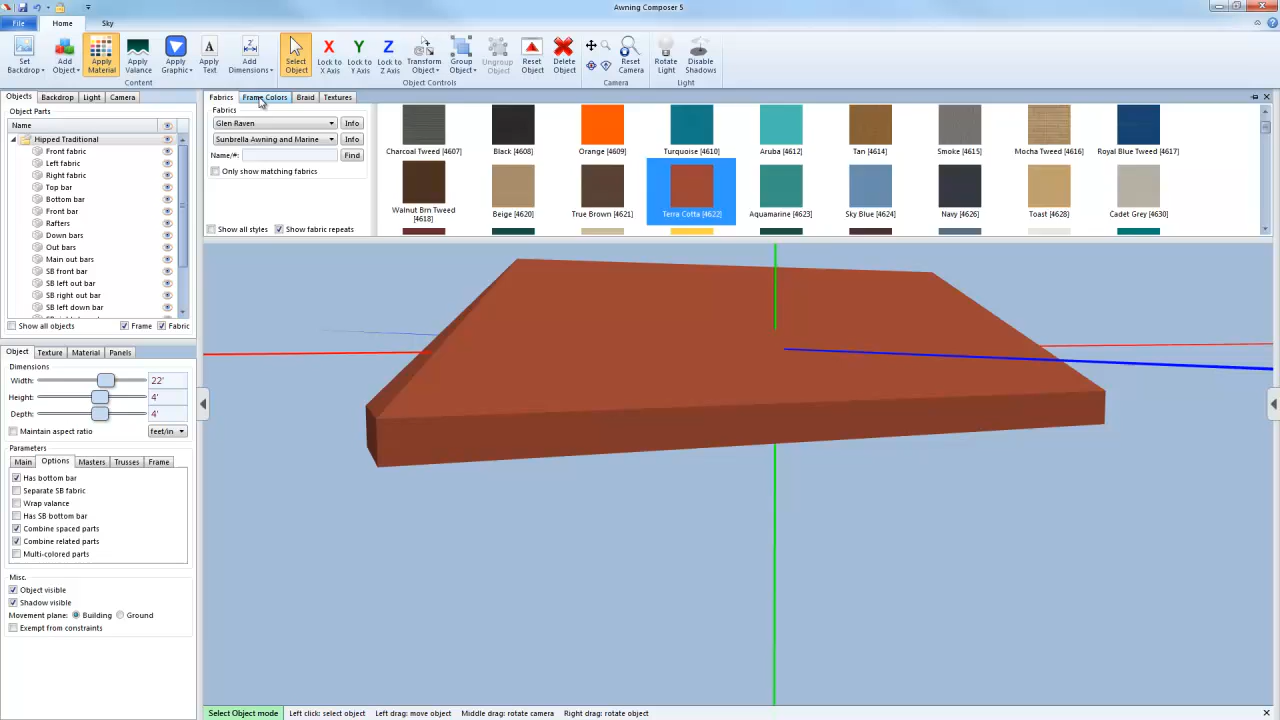 Awning Composer 5
File
Home
Sky
Set Backdrop
Add Object
Apply Material
Apply Valance
Apply Graphic
Apply Text
Add Dimensions
Select Object
Lock to X Axis
Lock to Y Axis
Lock to Z Axis
Transform Object
Group Object
Ungroup Object
Reset Object
Delete Object
Reset Camera
Rotate Light
Disable Shadows
Content
Object Controls
Camera
Light
Objects
Backdrop
Light
Camera
Object Parts
Name
Hipped Traditional
Front fabric
Left fabric
Right fabric
Top bar
Bottom bar
Front bar
Rafters
Down bars
Out bars
Main out bars
SB front bar
SB left out bar
SB right out bar
SB left down bar
Show all objects
Frame
Fabric
Object
Texture
Material
Panels
Dimensions
Width: 22'
Height: 4'
Depth: 4'
Maintain aspect ratio
feet/in
Parameters
Main
Options
Masters
Trusses
Frame
Has bottom bar
Separate SB fabric
Wrap valance
Has SB bottom bar
Combine spaced parts
Combine related parts
Multi-colored parts
Misc.
Object visible
Shadow visible
Movement plane: Building Ground
Exempt from constraints
Fabrics
Frame Colors
Braid
Textures
Fabrics
Glen Raven
Info
Sunbrella Awning and Marine
Info
Name/#:
Find
Only show matching fabrics
Show all styles
Show fabric repeats
Charcoal Tweed [4607]
Black [4608]
Orange [4609]
Turquoise [4610]
Aruba [4612]
Tan [4614]
Smoke [4615]
Mocha Tweed [4616]
Royal Blue Tweed [4617]
Walnut Brn Tweed [4618]
Beige [4620]
True Brown [4621]
Terra Cotta [4622]
Aquamarine [4623]
Sky Blue [4624]
Navy [4626]
Toast [4628]
Cadet Grey [4630]
Select Object mode
Left click: select object
Left drag: move object
Middle drag: rotate camera
Right drag: rotate object